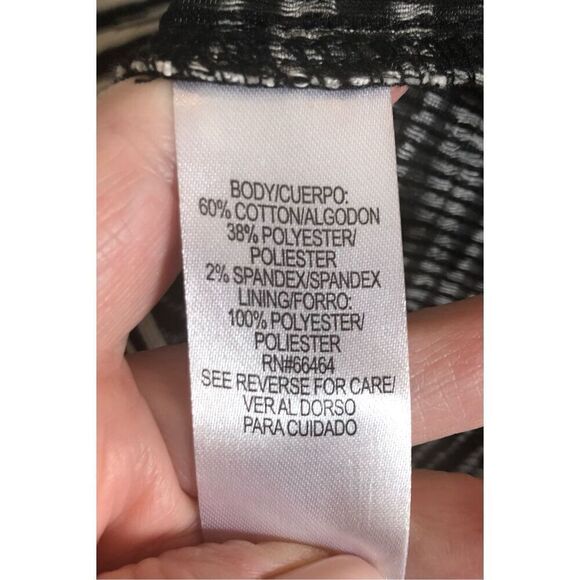 BODY/CUERPO:
60% COTTON/ALGODON
38% POLYESTER/
POLIESTER
2% SPANDEX/SPANDEX
LINING/FORRO:
100% POLYESTER/
POLIESTER
RN#66464
SEE REVERSE FOR CARE/
VER AL DORSO
PARA CUIDADO